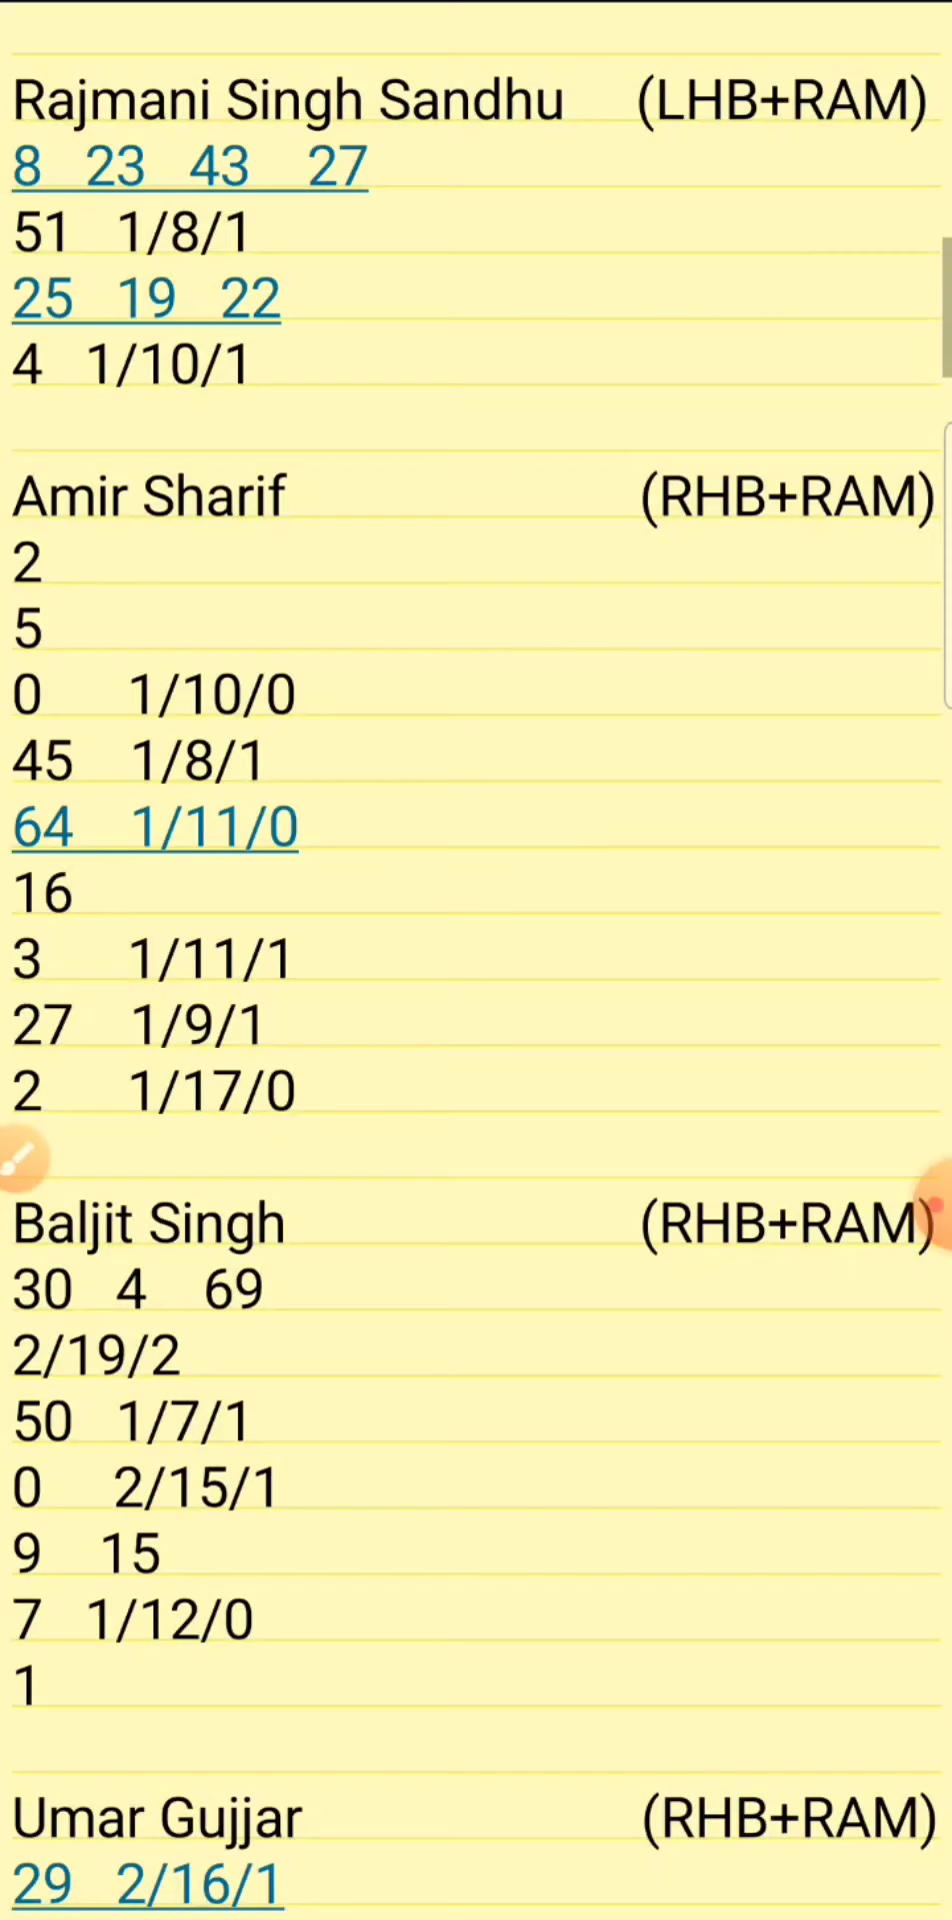 Rajmani Singh Sandhu (LHB+RAM)
8 23 43 27
51 1/8/1
25 19 22
4 1/10/1
Amir Sharif (RHB+RAM)
2
5
0 1/10/0
45 1/8/1
64 1/11/0
16
3 1/11/1
27 1/9/1
2 1/17/0
Baljit Singh (RHB+RAM)
30 4 69
2/19/2
50 1/7/1
0 2/15/1
9 15
7 1/12/0
1
Umar Gujjar (RHB+RAM)
29 2/16/1